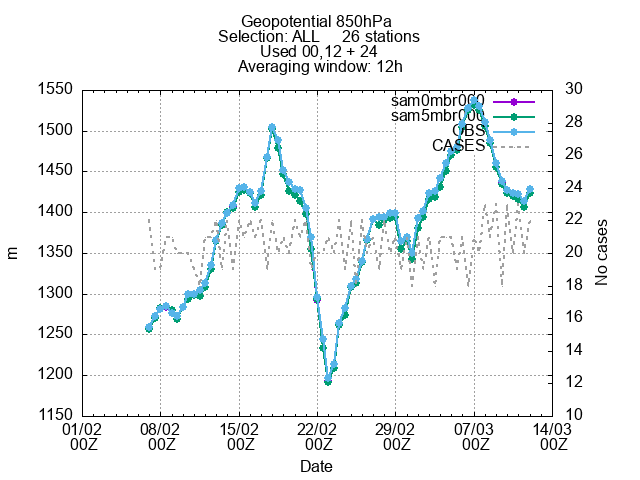 Geopotential 850hPa
Selection: ALL 26 stations
Used 00,12 + 24
Averaging window: 12h
sam0mbr000
sam5mbr000
OBS
CASES
1550
1500
1450
1400
1350
1300
1250
1200
1150
m
30
28
26
24
22
20
18
16
14
12
10
No cases
01/02 08/02 15/02 22/02 29/02 07/03 14/03
00Z 00Z 00Z 00Z 00Z 00Z 00Z
Date